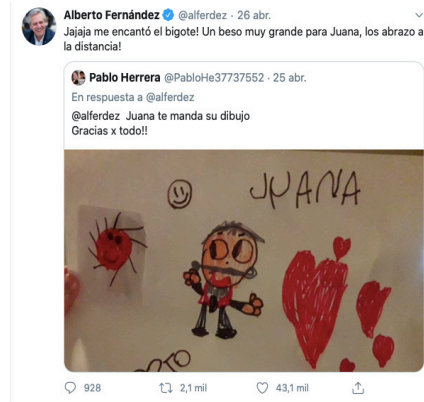 Alberto Fernández @alferdez · 26 abr.
Jajaja me encantó el bigote! Un beso muy grande para Juana, los abrazo a
la distancia!
Pablo Herrera @PabloHe37737552 · 25 abr.
En respuesta a @alferdez
@alferdez Juana te manda su dibujo
Gracias x todo!!
JUANA
928 2,1 mil 43,1 mil